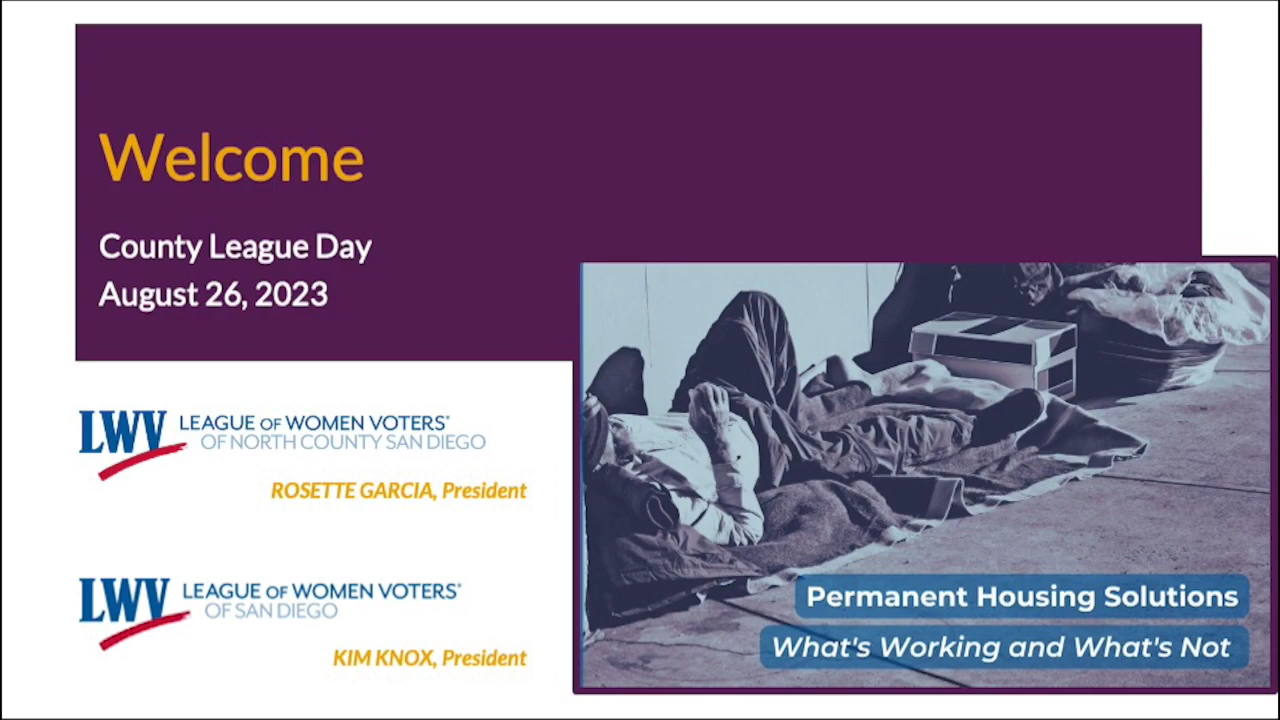 Welcome
County League Day
August 26, 2023
LWV LEAGUE OF WOMEN VOTERS®
OF NORTH COUNTY SAN DIEGO
ROSETTE GARCIA, President
LWV LEAGUE OF WOMEN VOTERS®
OF SAN DIEGO
KIM KNOX, President
Permanent Housing Solutions
What's Working and What's Not